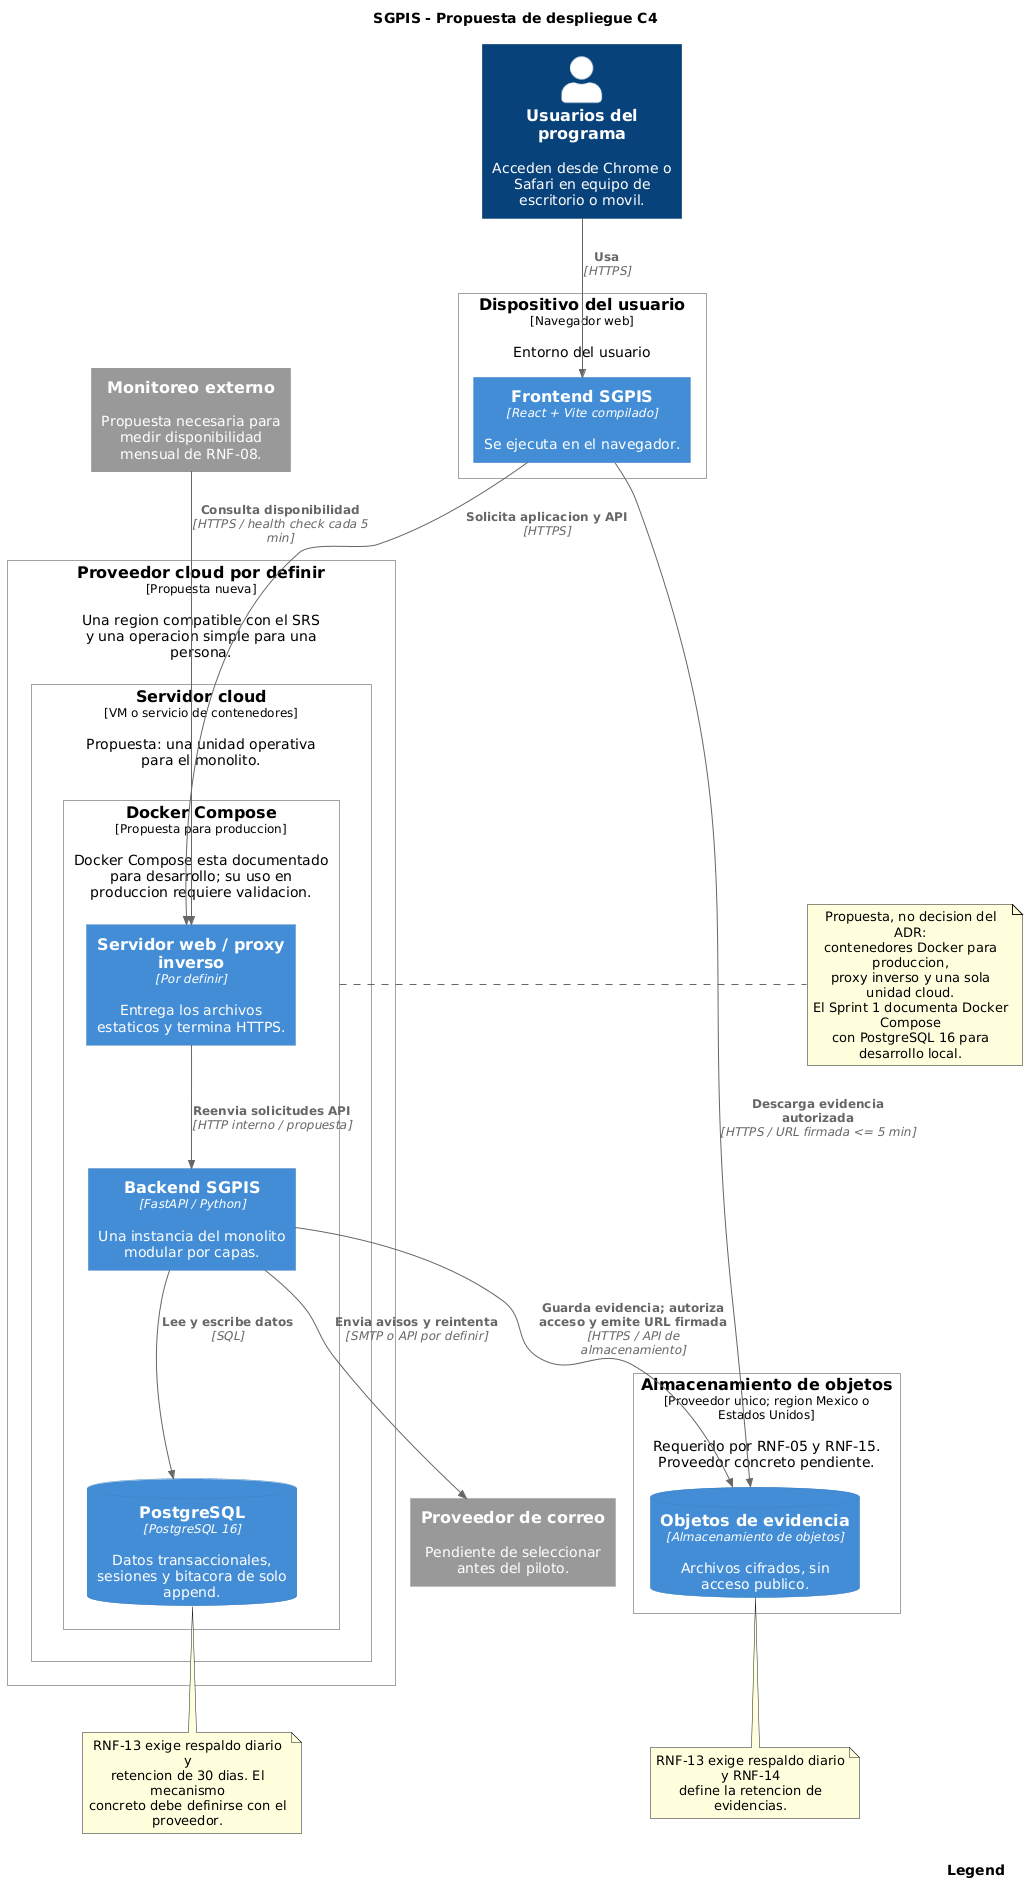 SGPIS - Propuesta de despliegue C4
Usuarios del
programa
Acceden desde Chrome o
Safari en equipo de
escritorio o movil.
Usa
[HTTPS]
Dispositivo del usuario
[Navegador web]
Entorno del usuario
Frontend SGPIS
[React + Vite compilado]
Se ejecuta en el navegador.
Monitoreo externo
Propuesta necesaria para
medir disponibilidad
mensual de RNF-08.
Consulta disponibilidad
[HTTPS / health check cada 5
min]
Solicita aplicacion y API
[HTTPS]
Proveedor cloud por definir
[Propuesta nueva]
Una region compatible con el SRS
y una operacion simple para una
persona.
Servidor cloud
[VM o servicio de contenedores]
Propuesta: una unidad operativa
para el monolito.
Docker Compose
[Propuesta para produccion]
Docker Compose esta documentado
para desarrollo; su uso en
produccion requiere validacion.
Servidor web / proxy
inverso
[Por definir]
Entrega los archivos
estaticos y termina HTTPS.
Propuesta, no decision del
ADR:
contenedores Docker para
produccion,
proxy inverso y una sola
unidad cloud.
El Sprint 1 documenta Docker
Compose
con PostgreSQL 16 para
desarrollo local.
Reenvia solicitudes API
[HTTP interno / propuesta]
Descarga evidencia
autorizada
[HTTPS / URL firmada <= 5 min]
Backend SGPIS
[FastAPI / Python]
Una instancia del monolito
modular por capas.
Lee y escribe datos
[SQL]
Envia avisos y reintenta
[SMTP o API por definir]
Guarda evidencia; autoriza
acceso y emite URL firmada
[HTTPS / API de
almacenamiento]
Almacenamiento de objetos
[Proveedor unico; region Mexico o
Estados Unidos]
Requerido por RNF-05 y RNF-15.
Proveedor concreto pendiente.
PostgreSQL
[PostgreSQL 16]
Datos transaccionales,
sesiones y bitacora de solo
append.
Proveedor de correo
Pendiente de seleccionar
antes del piloto.
Objetos de evidencia
[Almacenamiento de objetos]
Archivos cifrados, sin
acceso publico.
RNF-13 exige respaldo diario
y
retencion de 30 dias. El
mecanismo
concreto debe definirse con el
proveedor.
RNF-13 exige respaldo diario
y RNF-14
define la retencion de
evidencias.
Legend